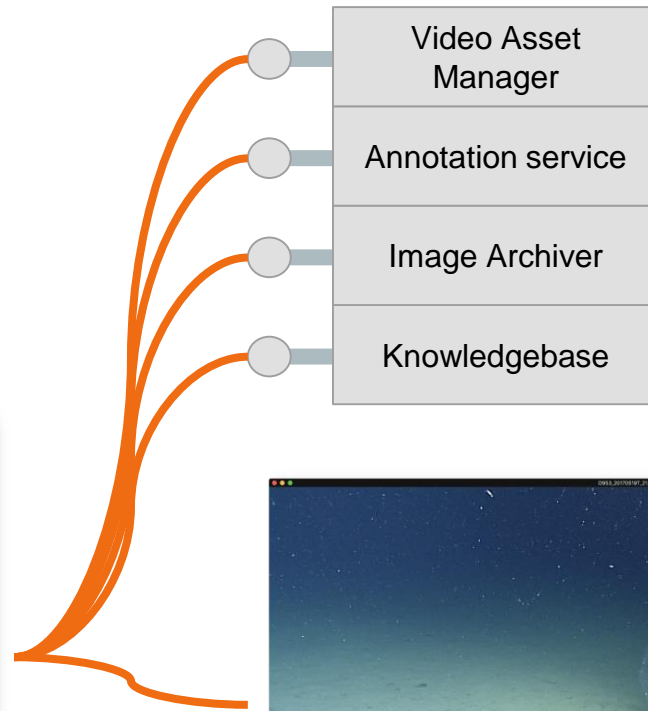 Video Asset
Manager
Annotation service
Image Archiver
Knowledgebase